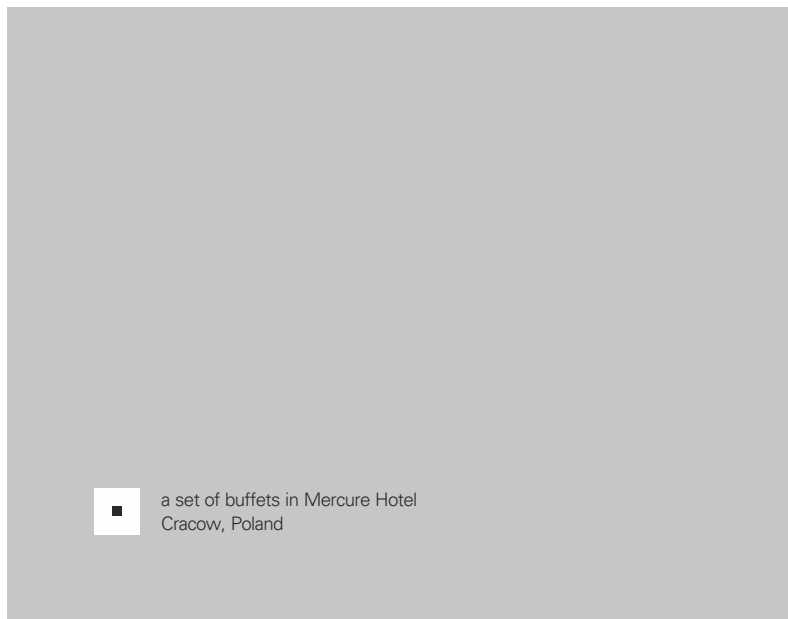 a set of buffets in Mercure Hotel
Cracow, Poland